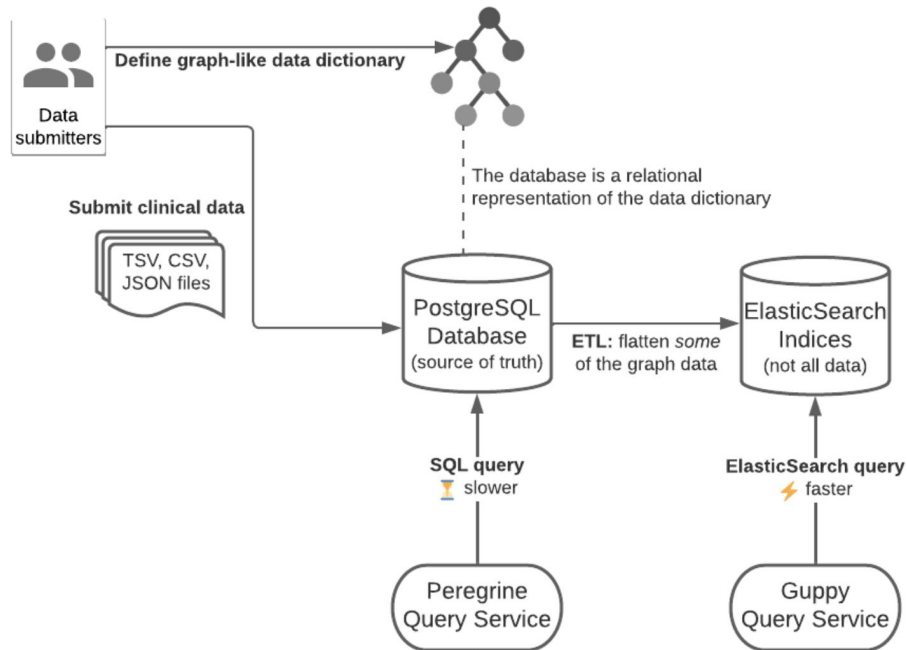 Define graph-like data dictionary
Data
submitters
The database is a relational
representation of the data dictionary
Submit clinical data
TSV, CSV,
JSON files
PostgreSQL
Database
(source of truth)
ETL: flatten some
of the graph data
ElasticSearch
Indices
(not all data)
SQL query
⏳ slower
ElasticSearch query
⚡ faster
Peregrine
Query Service
Guppy
Query Service